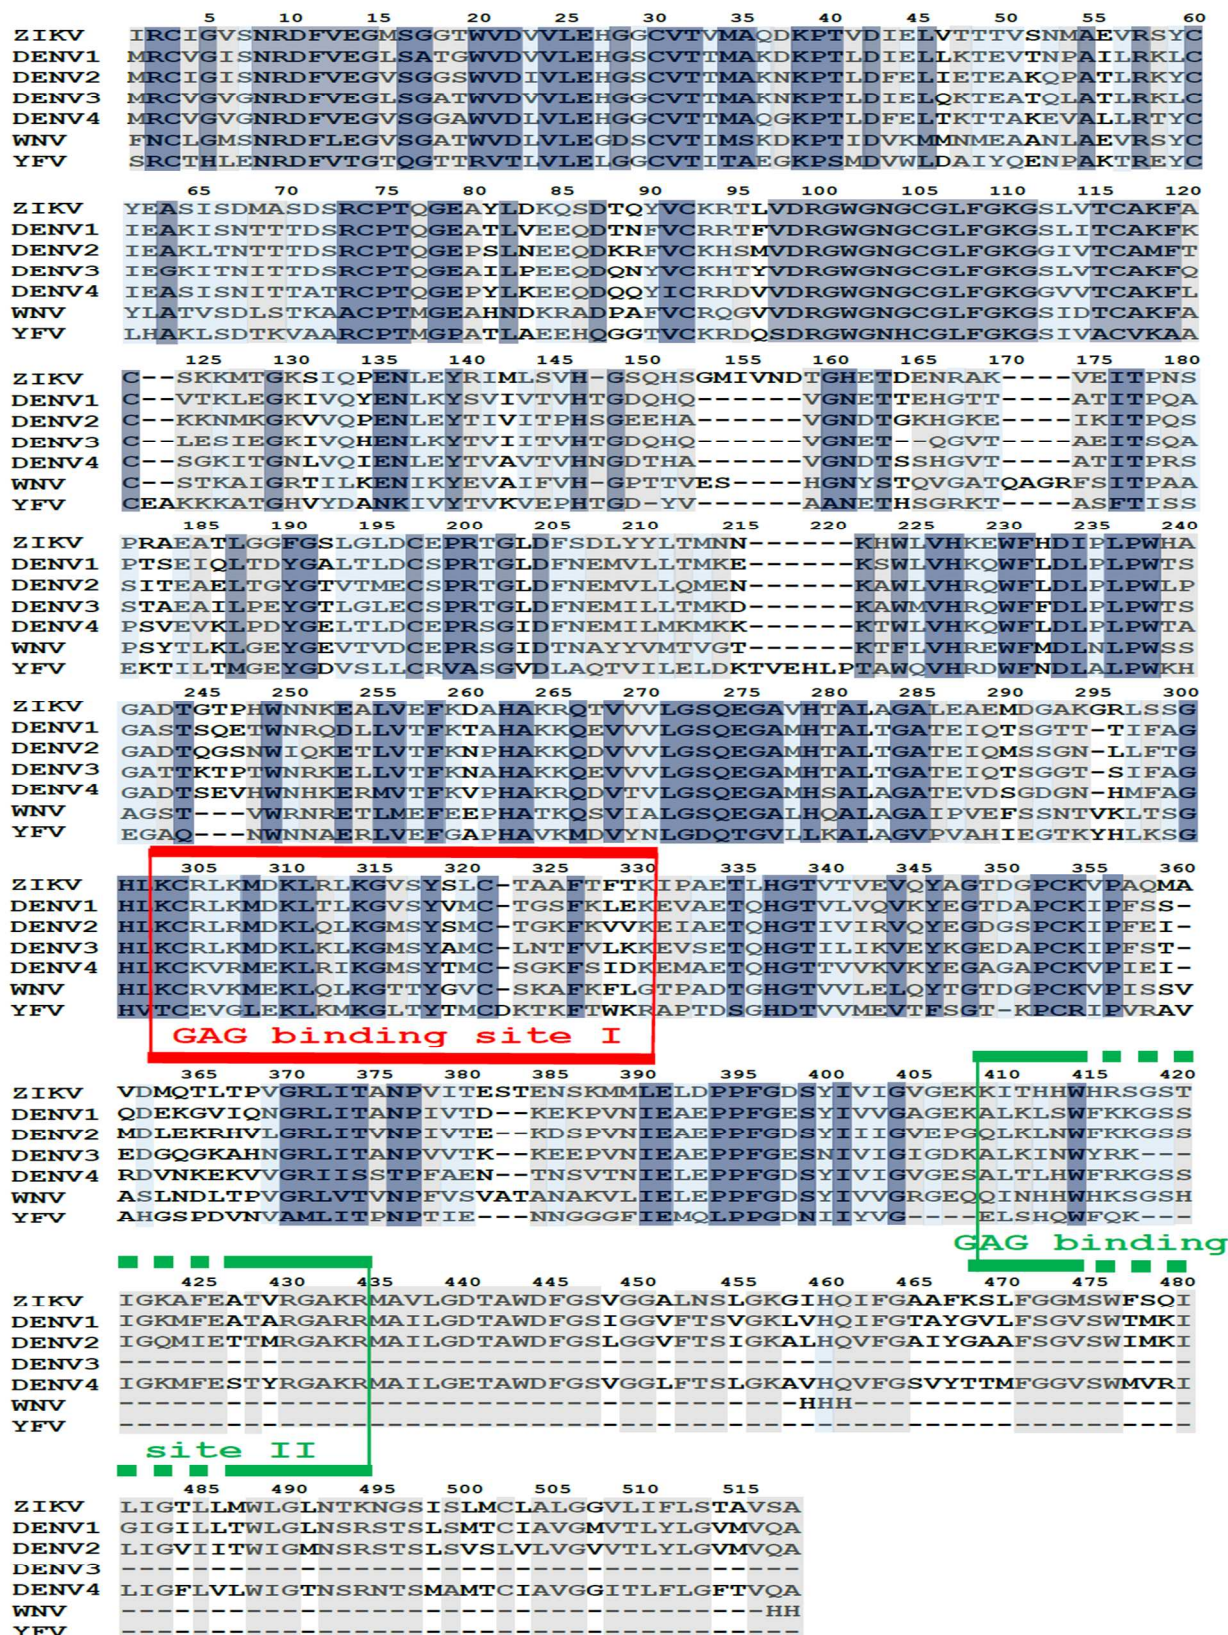 5 10 15 20 25 30 35 40 45 50 55 60
ZIKV IRCIGVSNRDFVEGMSGGTWVDVVLEHGGCVTVMAQDKPTVDIELVTTTVSNMAEVRSYC
DENV1 MRCVGISNRDFVEGLSATGWVDVVLEHGSCVTTMAKDKPTLDIELLKTEVTNPAILRKLC
DENV2 MRCIGISNRDFVEGVSGGSWVDIVLEHGSCVTTMAKNKPTLDFELIETEAKQPATLRKYC
DENV3 MRCVGVGNRDFVEGLSGATWVDVVLEHGGCVTTMAKNKPTLDIELQKTEATQLATLRKLC
DENV4 MRCVGVGNRDFVEGVSGGAWVDLVLEHGGCVTTMAQGKPTLDFELTKTTAKEVALLRTYC
WNV FNCLGMSNRDFLEGVSGATWVDLVLEGDSCVTIMSKDKPTIDVKMMNMEAANLAEVRSYC
YFV SRCTHLENRDFVTGTQGTTRVTLVLELGGCVTITAEGKPSMDVWLDAIYQENPAKTREYC
65 70 75 80 85 90 95 100 105 110 115 120
ZIKV YEASISDMASDSRCPTQGEAYLDKQSDTQYVCKRTLVDRGWGNGCGLFGKGSLVTCAKFA
DENV1 IEAKISNTTTDSRCPTQGEATLVEEQDTNFVCRRTFVDRGWGNGCGLFGKGSLITCAKFK
DENV2 IEAKLTNTTTDSRCPTQGEPSLNEEQDKRFVCKHSMVDRGWGNGCGLFGKGGIVTCAMFT
DENV3 IEGKITNITTDSRCPTQGEAILPEEQDQNYVCKHTYVDRGWGNGCGLFGKGSLVTCAKFQ
DENV4 IEASISNITTATRCPTQGEPYLKEEQDQQYICRRDVVDRGWGNGCGLFGKGGVVTCAKFL
WNV YLATVSDLSTKAACPTMGEAHNDKRADPAFVCRQGVVDRGWGNGCGLFGKGSIDTCAKFA
YFV LHAKLSDTKVAARCPTMGPATLAEEHQGGTVCKRDQSDRGWGNHCGLFGKGSIVACVKAA
125 130 135 140 145 150 155 160 165 170 175 180
ZIKV C--SKKMTGKSIQPENLEYRIMLSVH-GSQHSGMIVNDTGHETDENRAK----VEITPNS
DENV1 C--VTKLEGKIVQYENLKYSVIVTVHTGDQHQ------VGNETTEHGTT----ATITPQA
DENV2 C--KKNMKGKVVQPENLEYTIVITPHSGEEHA------VGNDTGKHGKE----IKITPQS
DENV3 C--LESIEGKIVQHENLKYTVIITVHTGDQHQ------VGNET--QGVT----AEITSQA
DENV4 C--SGKITGNLVQIENLEYTVAVTVHNGDTHA------VGNDTSSHGVT----ATITPRS
WNV C--STKAIGRTILKENIKYEVAIFVH-GPTTVES----HGNYSTQVGATQAGRFSITPAA
YFV CEAKKKATGHVYDANKIVYTVKVEPHTGD-YV------AANETHSGRKT----ASFTISS
185 190 195 200 205 210 215 220 225 230 235 240
ZIKV PRAEATLGGFGSLGLDCEPRTGLDFSDLYYLTMNN------KHWLVHKEWFHDIPLPWHA
DENV1 PTSEIQLTDYGALTLDCSPRTGLDFNEMVLLTMKE------KSWLVHKQWFLDLPLPWTS
DENV2 SITEAELTGYGTVTMECSPRTGLDFNEMVLLQMEN------KAWLVHRQWFLDLPLPWLP
DENV3 STAEAILPEYGTLGLECSPRTGLDFNEMILLTMKD------KAWMVHRQWFFDLPLPWTS
DENV4 PSVEVKLPDYGELTLDCEPRSGIDFNEMILMKMKK------KTWLVHKQWFLDLPLPWTA
WNV PSYTLKLGEYGEVTVDCEPRSGIDTNAYYVMTVGT------KTFLVHREWFMDLNLPWSS
YFV EKTILTMGEYGDVSLLCRVASGVDLAQTVILELDKTVEHLPTAWQVHRDWFNDLALPWKH
245 250 255 260 265 270 275 280 285 290 295 300
ZIKV GADTGTPHWNNKEALVEFKDAHAKRQTVVVLGSQEGAVHTALAGALEAEMDGAKGRLSSG
DENV1 GASTSQETWNRQDLLVTFKTAHAKKQEVVVLGSQEGAMHTALTGATEIQTSGTT-TIFAG
DENV2 GADTQGSNWIQKETLVTFKNPHAKKQDVVVLGSQEGAMHTALTGATEIQMSSGN-LLFTG
DENV3 GATTKTPTWNRKELLVTFKNAHAKKQEVVVLGSQEGAMHTALTGATEIQTSGGT-SIFAG
DENV4 GADTSEVHWNHKERMVTFKVPHAKRQDVTVLGSQEGAMHSALAGATEVDSGDGN-HMFAG
WNV AGST---VWRNRETLMEFEEPHATKQSVIALGSQEGALHQALAGAIPVEFSSNTVKLTSG
YFV EGAQ---NWNNAERLVEFGAPHAVKMDVYNLGDQTGVLLKALAGVPVAHIEGTKYHLKSG
305 310 315 320 325 330 335 340 345 350 355 360
ZIKV HLKCRLKMDKLRLKGVSYSLC-TAAFTFTKIPAETLHGTVTVEVQYAGTDGPCKVPAQMA
DENV1 HLKCRLKMDKLTLKGVSYVMC-TGSFKLEKEVAETQHGTVLVQVKYEGTDAPCKIPFSS-
DENV2 HLKCRLRMDKLQLKGMSYSMC-TGKFKVVKEIAETQHGTIVIRVQYEGDGSPCKIPFEI-
DENV3 HLKCRLKMDKLKLKGMSYAMC-LNTFVLKKEVSETQHGTILIKVEYKGEDAPCKIPFST-
DENV4 HLKCKVRMEKLRIKGMSYTMC-SGKFSIDKEMAETQHGTTVVKVKYEGAGAPCKVPIEI-
WNV HLKCRVKMEKLQLKGTTYGVC-SKAFKFLGTPADTGHGTVVLELQYTGTDGPCKVPISSV
YFV HVTCEVGLEKLKMKGLTYTMCDKTKFTWKRAPTDSGHDTVVMEVTFSGT-KPCRIPVRAV
GAG binding site I
365 370 375 380 385 390 395 400 405 410 415 420
ZIKV VDMQTLTPVGRLITANPVITESTENSKMMLELDPPFGDSYIVIGVGEKKITHHWHRSGST
DENV1 QDEKGVIQNGRLITANPIVTD--KEKPVNIEAEPPFGESYIVVGAGEKALKLSWFKKGSS
DENV2 MDLEKRHVLGRLITVNPIVTE--KDSPVNIEAEPPFGDSYIIIGVEPGQLKLNWFKKGSS
DENV3 EDGQGKAHNGRLITANPVVTK--KEEPVNIEAEPPFGESNIVIGIGDKALKINWYRK---
DENV4 RDVNKEKVVGRIISSTPFAEN--TNSVTNIELEPPFGDSYIVIGVGESALTLHWFRKGSS
WNV ASLNDLTPVGRLVTVNPFVSVATANAKVLIELEPPFGDSYIVVGRGEQQINHHWHKSGSH
YFV AHGSPDVNVAMLITPNPTIE---NNGGGFIEMQLPPGDNIIYVG----ELSHQWFQK---
GAG binding
425 430 435 440 445 450 455 460 465 470 475 480
ZIKV IGKAFEATVRGAKRMAVLGDTAWDFGSVGGALNSLGKGIHQIFGAAFKSLFGGMSWFSQI
DENV1 IGKMFEATARGARRMAILGDTAWDFGSIGGVFTSVGKLVHQIFGTAYGVLFSGVSWTMKI
DENV2 IGQMIETTMRGAKRMAILGDTAWDFGSLGGVFTSIGKALHQVFGAIYGAAFSGVSWIMKI
DENV3 ------------------------------------------------------------
DENV4 IGKMFESTYRGAKRMAILGETAWDFGSVGGLFTSLGKAVHQVFGSVYTTMFGGVSWMVRI
WNV --------------------------------------HHH-------------------
YFV ------------------------------------------------------------
site II
485 490 495 500 505 510 515
ZIKV LIGTLLMWLGLNTKNGSISLMCLALGGVLIFLSTAVSA
DENV1 GIGILLTWLGLNSRSTSLSMTCIAVGMVTLYLGVMVQA
DENV2 LIGVIITWIGMNSRSTSLSVSLVLVGVVTLYLGVMVQA
DENV3 --------------------------------------
DENV4 LIGFLVLWIGTNSRNTSMAMTCIAVGGITLFLGFTVQA
WNV ------------------------------------HH
YFV --------------------------------------